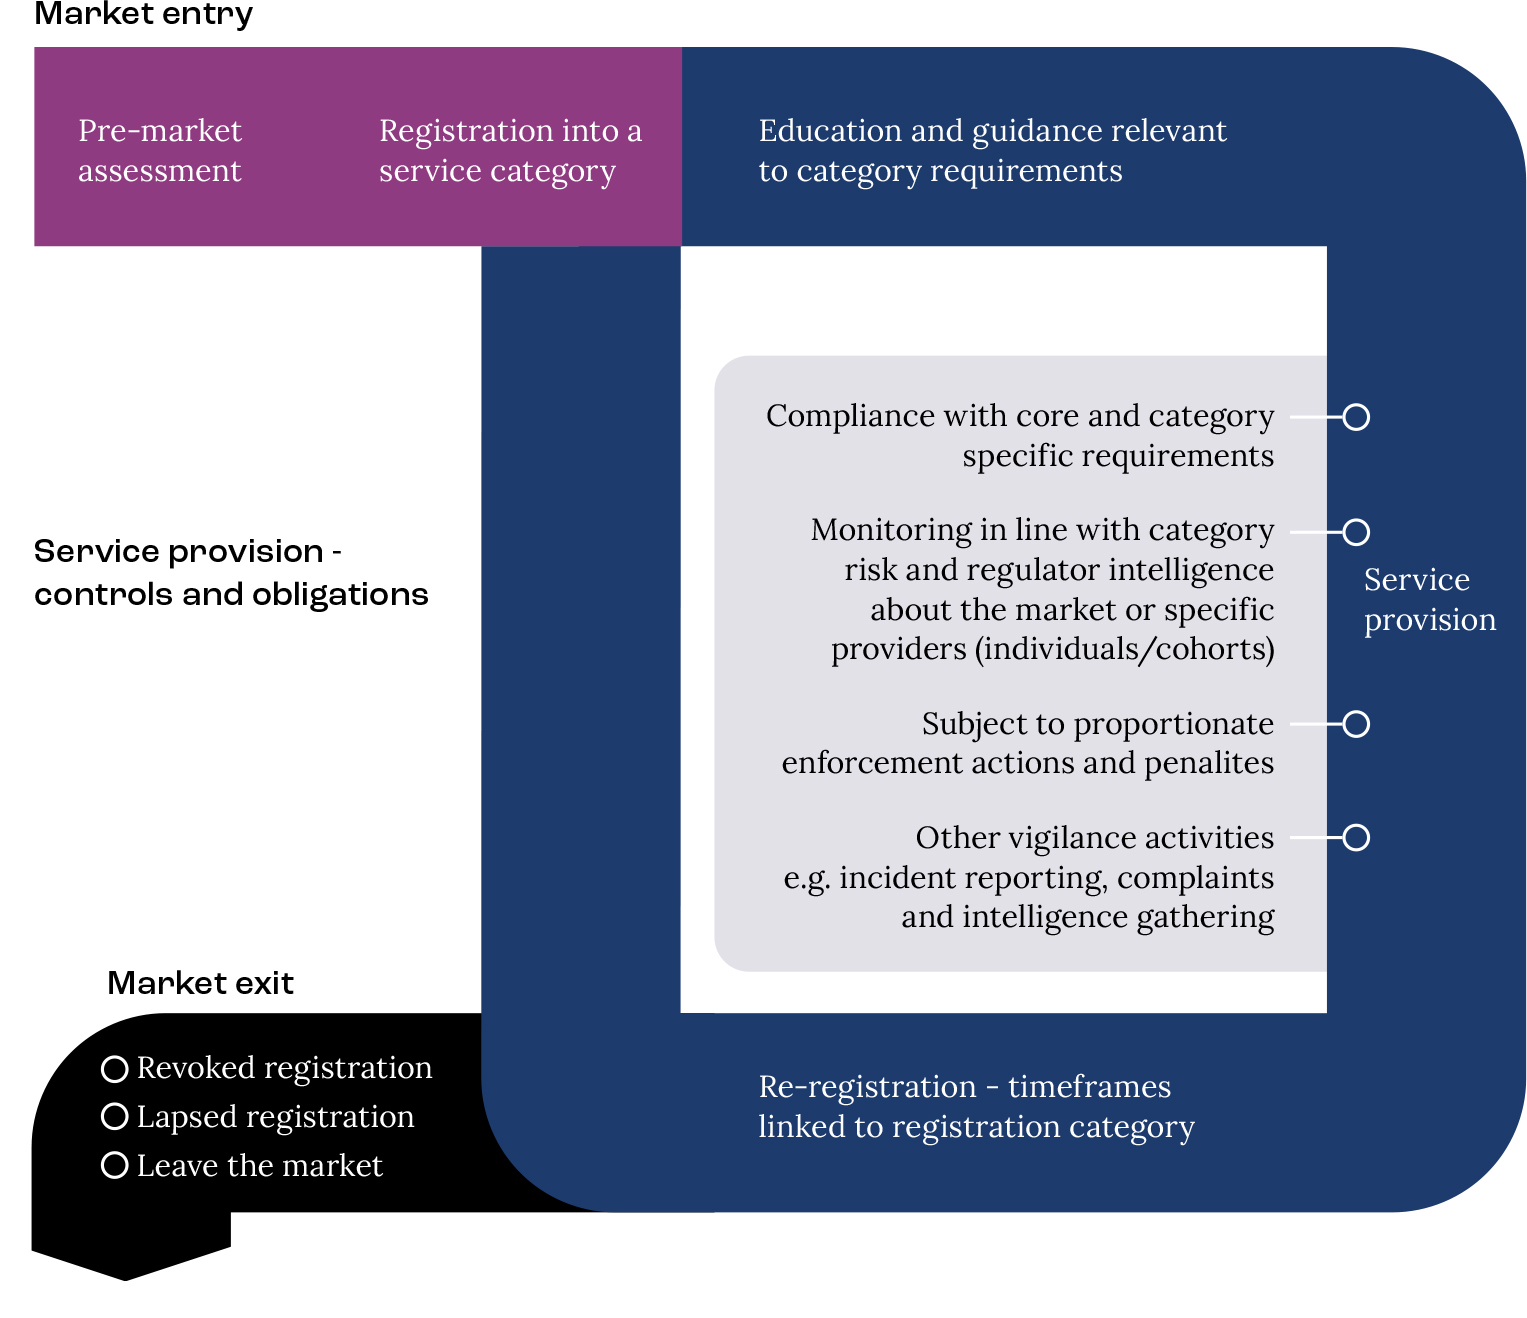 Market entry
Pre-market
assessment
Registration into a
service category
Education and guidance relevant
to category requirements
Compliance with core and category
specific requirements
Monitoring in line with category
risk and regulator intelligence
about the market or specific
providers (individuals/cohorts)
Subject to proportionate
enforcement actions and penalites
Other vigilance activities
e.g. incident reporting, complaints
and intelligence gathering
Service
provision
Service provision -
controls and obligations
Re-registration - timeframes
linked to registration category
Market exit
Revoked registration
Lapsed registration
Leave the market